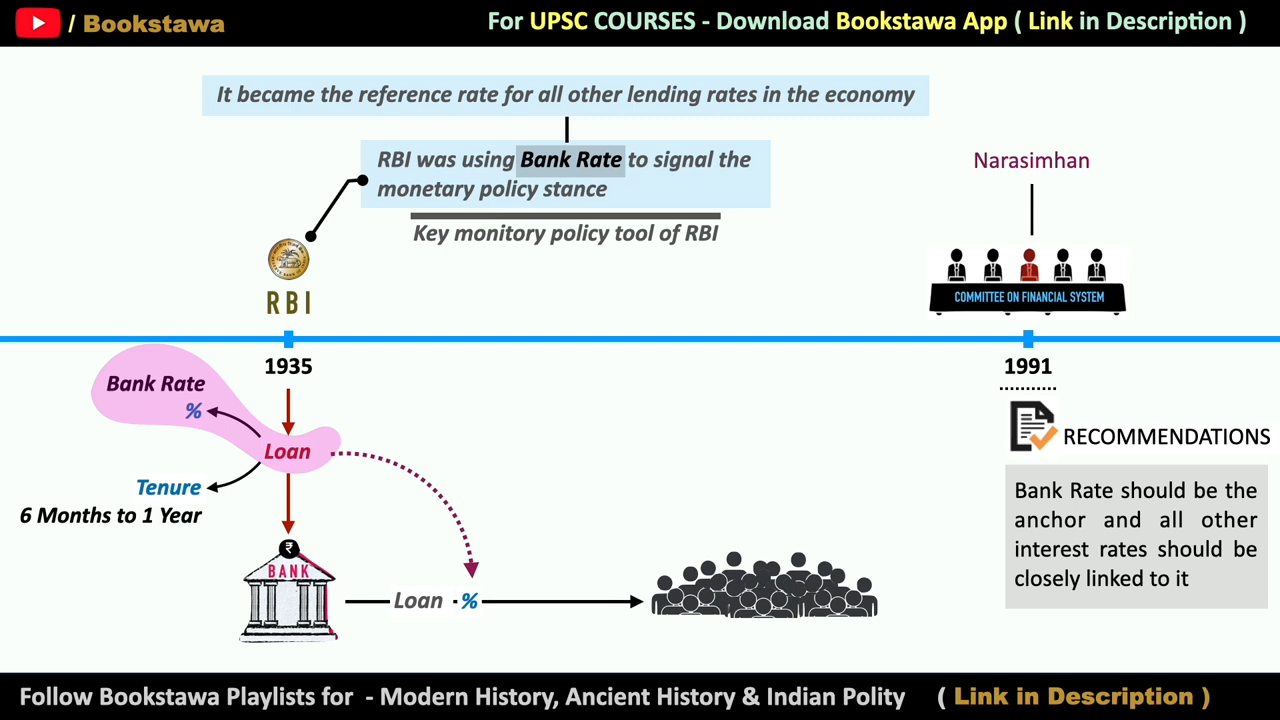 / Bookstawa
For UPSC COURSES - Download Bookstawa App ( Link in Description )
It became the reference rate for all other lending rates in the economy
RBI was using Bank Rate to signal the
monetary policy stance
Key monitory policy tool of RBI
Narasimhan
RBI
COMMITTEE ON FINANCIAL SYSTEM
1935
1991
Bank Rate
%
Loan
Tenure
6 Months to 1 Year
RECOMMENDATIONS
Bank Rate should be the
anchor and all other
interest rates should be
closely linked to it
₹
BANK
Loan - %
Follow Bookstawa Playlists for - Modern History, Ancient History & Indian Polity ( Link in Description )